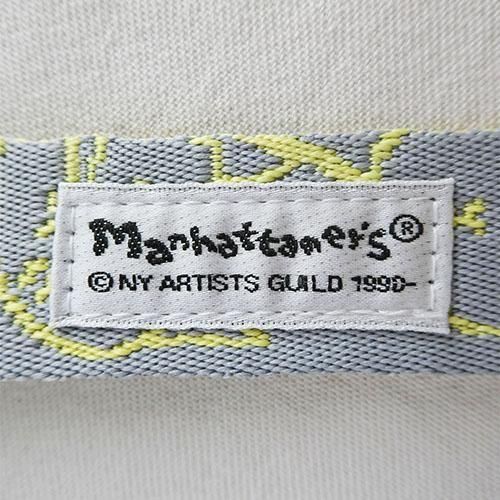 Manhattaner's®
© NY ARTISTS GUILD 1990-